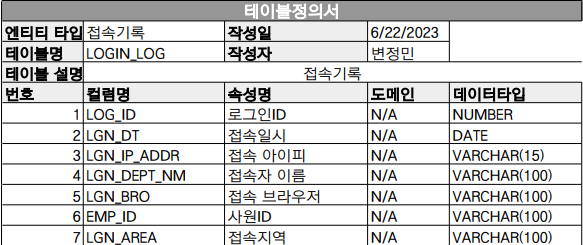 테이블정의서
엔티티 타입 접속기록 작성일 6/22/2023
테이블명 LOGIN_LOG 작성자 변정민
테이블 설명 접속기록
번호 컬럼명 속성명 도메인 데이터타입
1 LOG_ID 로그인ID N/A NUMBER
2 LGN_DT 접속일시 N/A DATE
3 LGN_IP_ADDR 접속 아이피 N/A VARCHAR(15)
4 LGN_DEPT_NM 접속자 이름 N/A VARCHAR(100)
5 LGN_BRO 접속 브라우저 N/A VARCHAR(100)
6 EMP_ID 사원ID N/A VARCHAR(100)
7 LGN_AREA 접속지역 N/A VARCHAR(100)